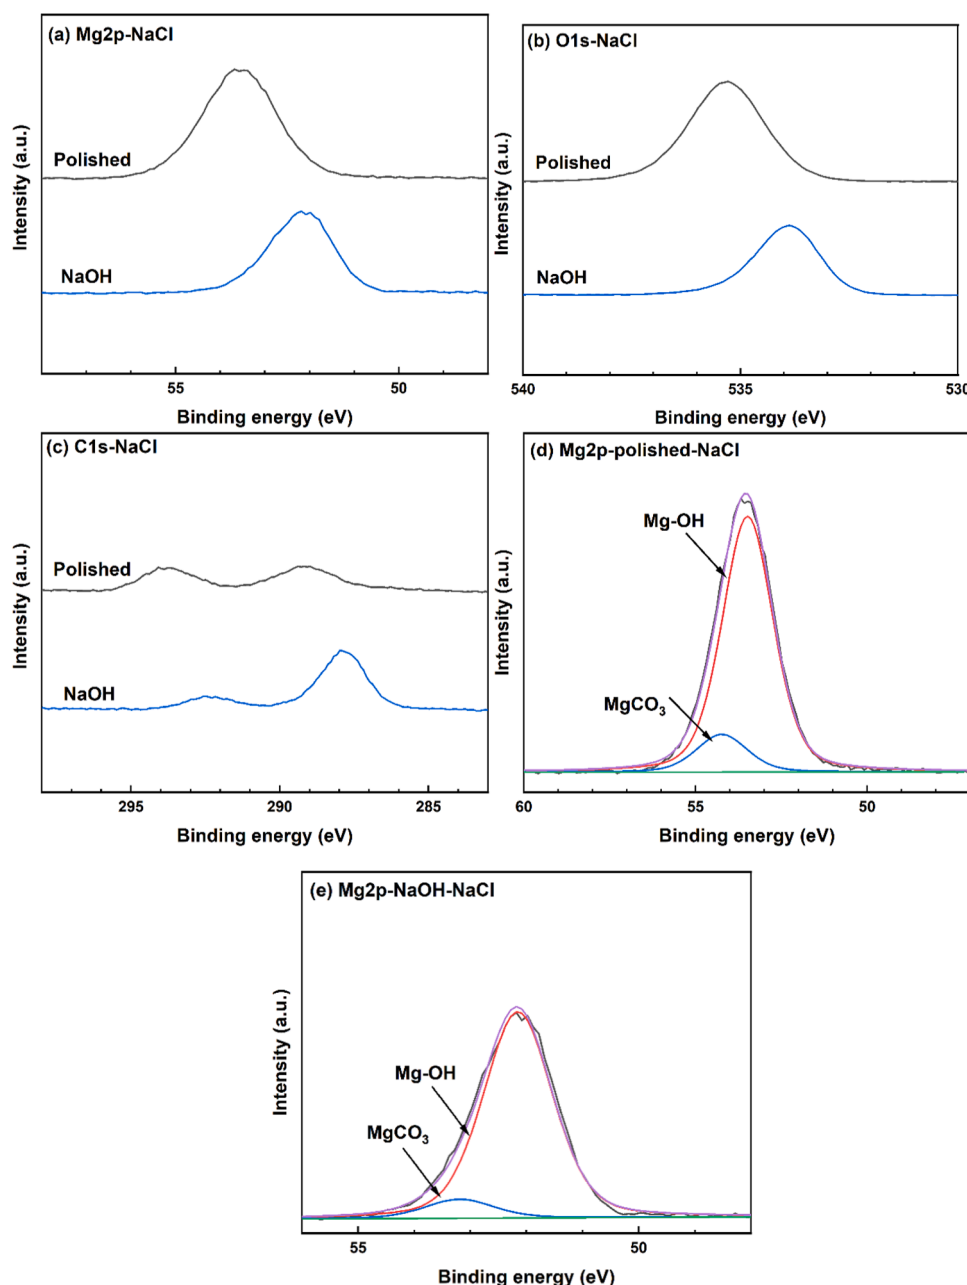 (a) Mg2p-NaCl
Polished
NaOH
Intensity (a.u.)
55
50
Binding energy (eV)
(b) O1s-NaCl
Polished
NaOH
Intensity (a.u.)
540
535
530
Binding energy (eV)
(c) C1s-NaCl
Polished
NaOH
Intensity (a.u.)
295
290
285
Binding energy (eV)
(d) Mg2p-polished-NaCl
Mg-OH
MgCO₃
Intensity (a.u.)
60
55
50
Binding energy (eV)
(e) Mg2p-NaOH-NaCl
Mg-OH
MgCO₃
Intensity (a.u.)
55
50
Binding energy (eV)